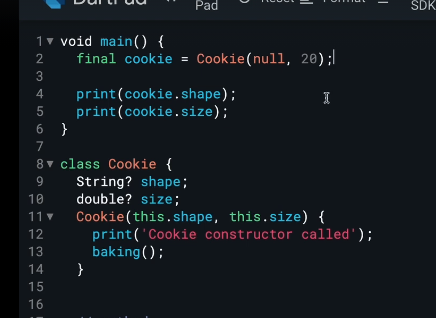 DartPad
Pad
Reset
Format
SDK
1 void main() {
2 final cookie = Cookie(null, 20);
3
4 print(cookie.shape);
5 print(cookie.size);
6 }
7
8 class Cookie {
9 String? shape;
10 double? size;
11 Cookie(this.shape, this.size) {
12 print('Cookie constructor called');
13 baking();
14 }
15
16